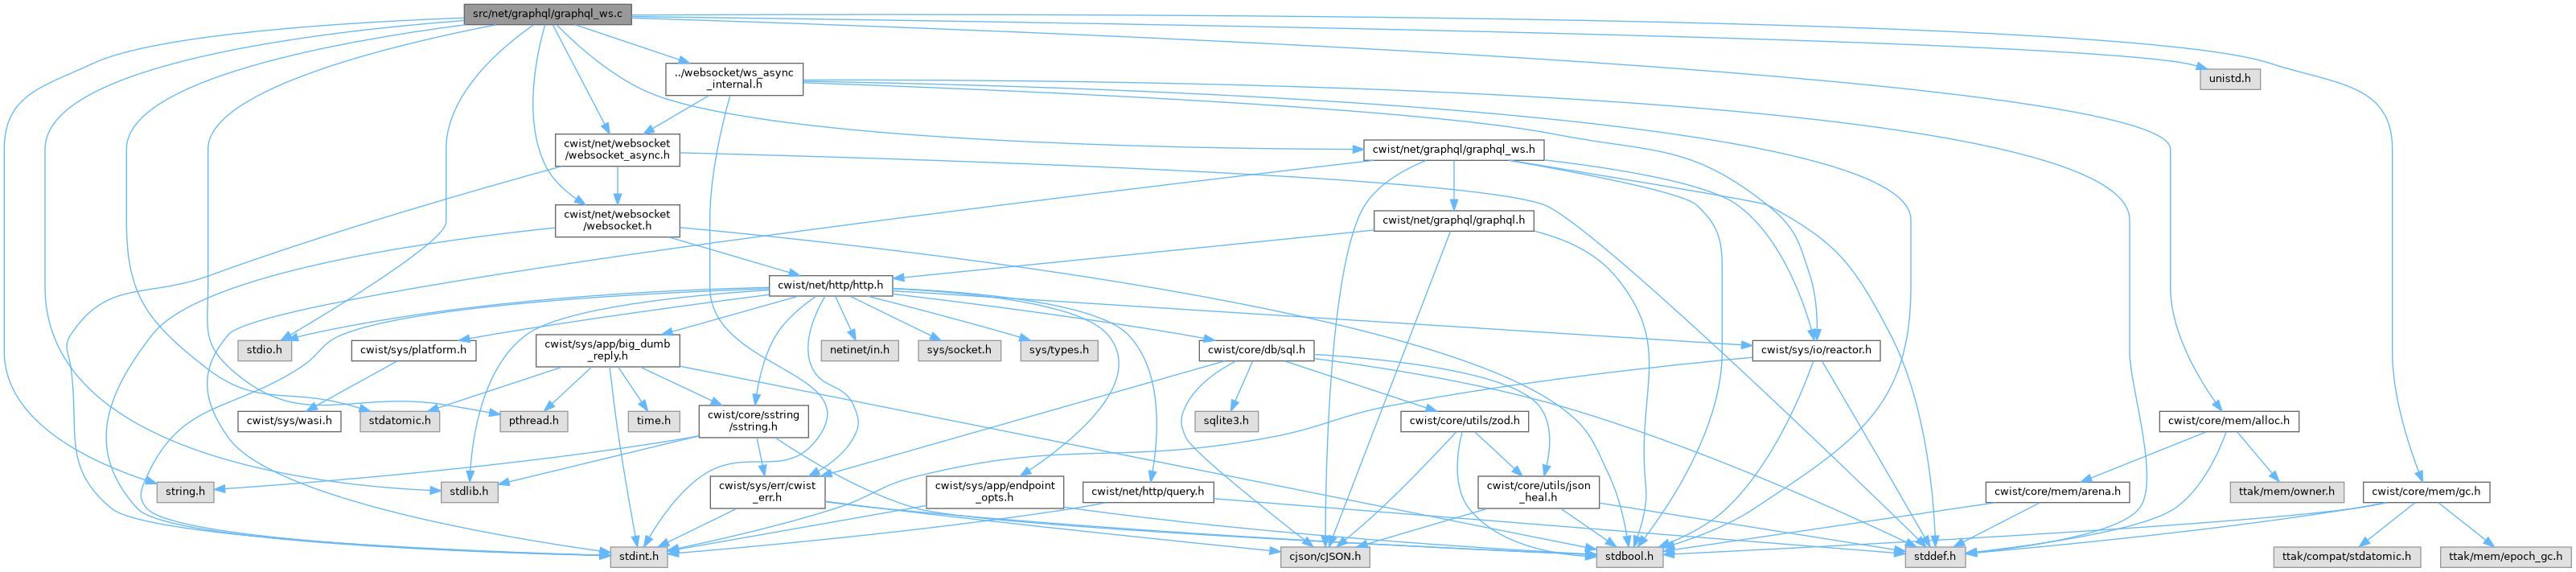 src/net/graphql/graphql_ws.c
../websocket/ws_async
_internal.h
unistd.h
cwist/net/websocket
/websocket_async.h
cwist/net/graphql/graphql_ws.h
cwist/net/websocket
/websocket.h
cwist/net/graphql/graphql.h
cwist/net/http/http.h
stdio.h
cwist/sys/platform.h
cwist/sys/app/big_dumb
_reply.h
netinet/in.h
sys/socket.h
sys/types.h
cwist/core/db/sql.h
cwist/sys/io/reactor.h
cwist/sys/wasi.h
stdatomic.h
pthread.h
time.h
cwist/core/sstring
/sstring.h
sqlite3.h
cwist/core/utils/zod.h
cwist/core/mem/alloc.h
string.h
stdlib.h
cwist/sys/err/cwist
_err.h
cwist/sys/app/endpoint
_opts.h
cwist/net/http/query.h
cwist/core/utils/json
_heal.h
cwist/core/mem/arena.h
ttak/mem/owner.h
cwist/core/mem/gc.h
stdint.h
cjson/cJSON.h
stdbool.h
stddef.h
ttak/compat/stdatomic.h
ttak/mem/epoch_gc.h